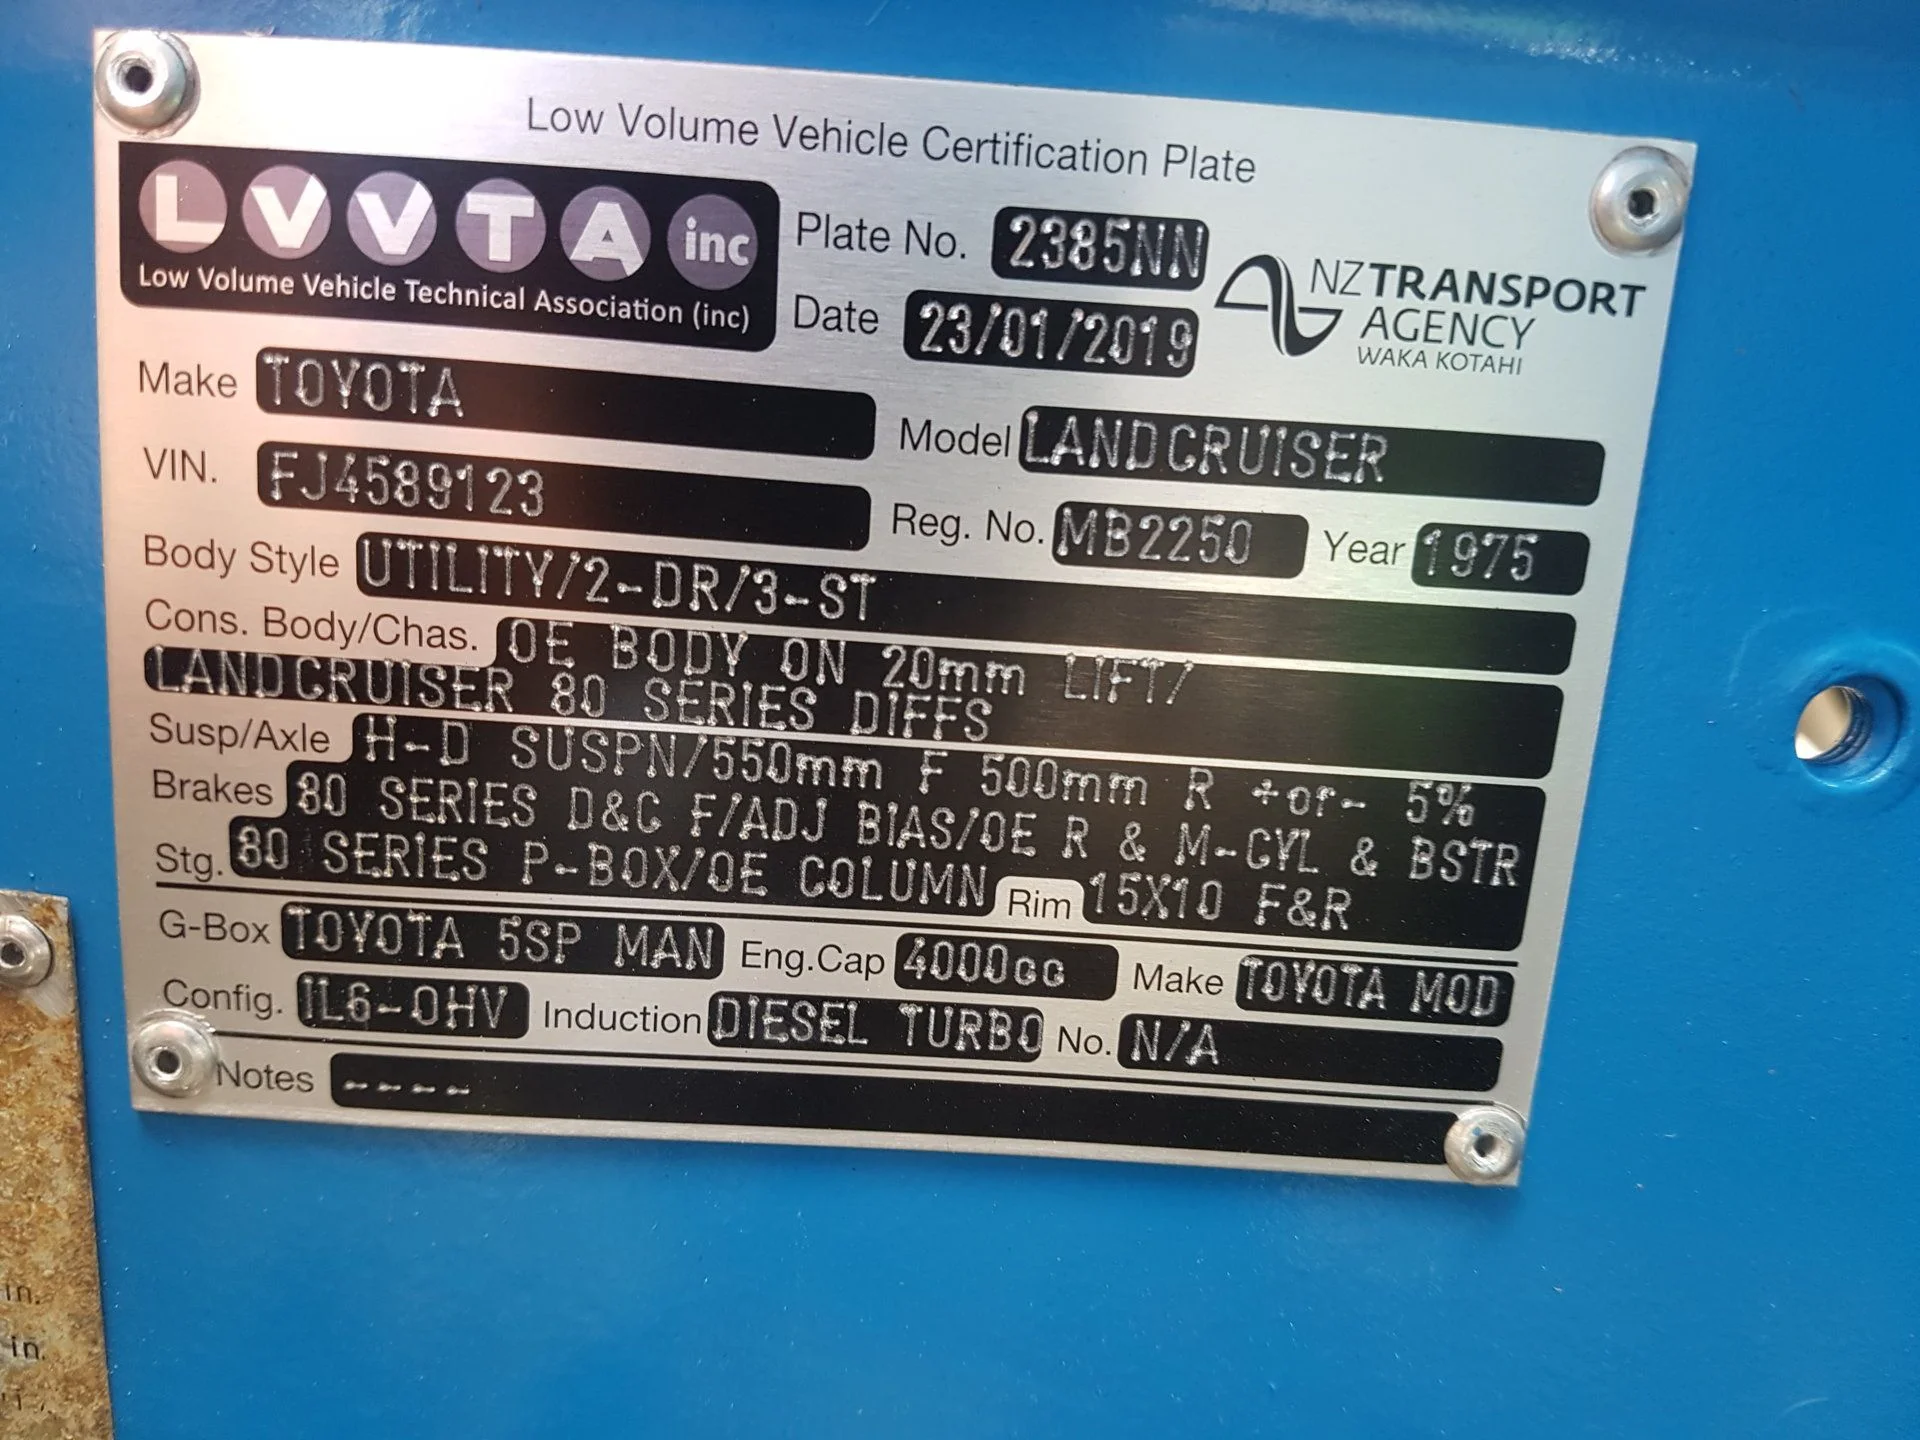 Low Volume Vehicle Certification Plate
LVVTA inc
Low Volume Vehicle Technical Association (inc)
Plate No. 2385NN
Date 23/01/2019
NZTRANSPORT
AGENCY
WAKA KOTAHI
Make TOYOTA
Model LANDCRUISER
VIN. FJ4589123
Reg. No. MB2250 Year 1975
Body Style UTILITY/2-DR/3-ST
Cons. Body/Chas. OE BODY ON 20mm LIFT/
LANDCRUISER 80 SERIES DIFFS
Susp/Axle H-D SUSPN/550mm F 500mm R +or- 5%
Brakes 80 SERIES D&C F/ADJ BIAS/OE R & M-CYL & BSTR
Stg. 80 SERIES P-BOX/OE COLUMN Rim 15X10 F&R
G-Box TOYOTA 5SP MAN Eng.Cap 4000cc Make TOYOTA MOD
Config. IL6-OHV Induction DIESEL TURBO No. N/A
Notes ----
in.
in.